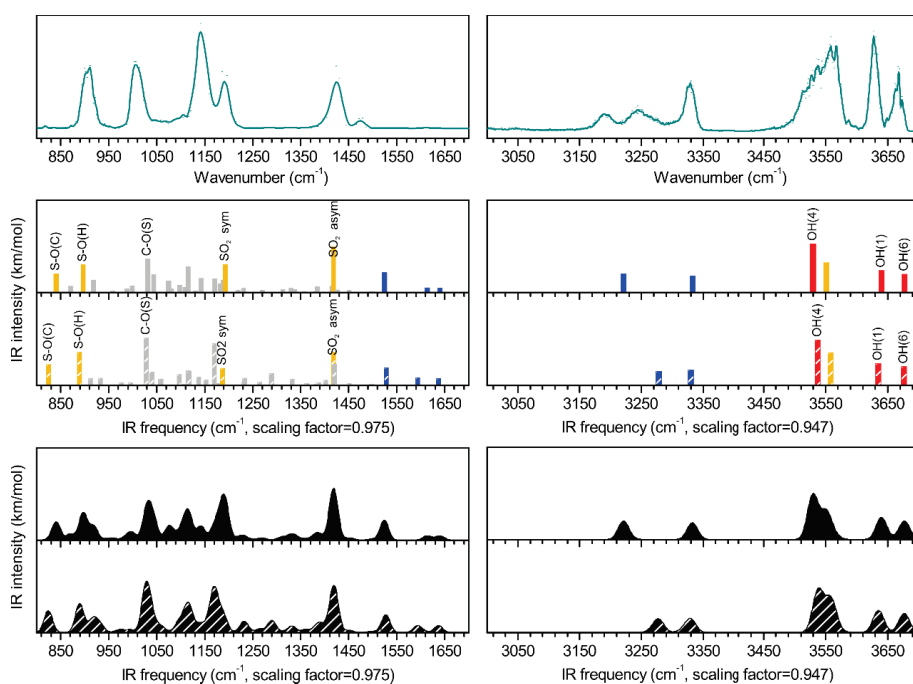 850 950 1050 1150 1250 1350 1450 1550 1650
Wavenumber (cm⁻¹)
3050 3150 3250 3350 3450 3550 3650
Wavenumber (cm⁻¹)
IR intensity (km/mol)
S-O(C)
S-O(H)
C-O(S)
SO₂ sym
SO₂ asym
OH(4)
OH(1)
OH(6)
S-O(C)
S-O(H)
C-O(S)
SO2 sym
SO₂ asym
OH(4)
OH(1)
OH(6)
850 950 1050 1150 1250 1350 1450 1550 1650
IR frequency (cm⁻¹, scaling factor=0.975)
3050 3150 3250 3350 3450 3550 3650
IR frequency (cm⁻¹, scaling factor=0.947)
IR intensity (km/mol)
850 950 1050 1150 1250 1350 1450 1550 1650
IR frequency (cm⁻¹, scaling factor=0.975)
3050 3150 3250 3350 3450 3550 3650
IR frequency (cm⁻¹, scaling factor=0.947)